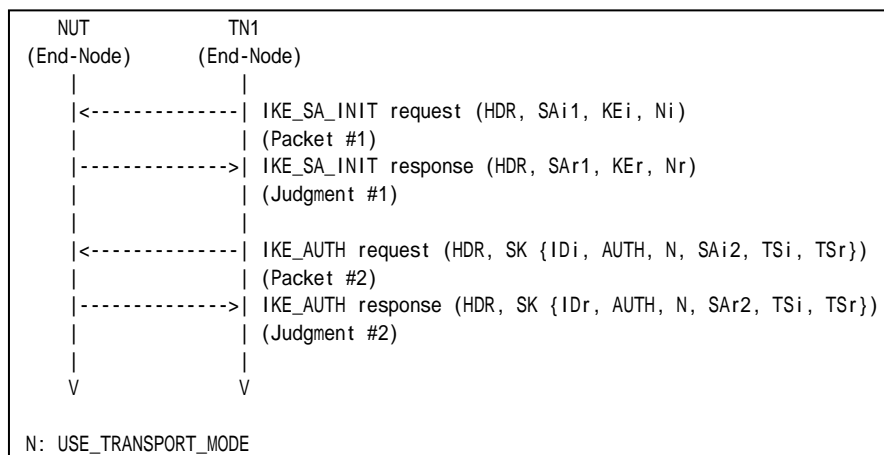 NUT TN1
(End-Node) (End-Node)
| |
|<--------------| IKE_SA_INIT request (HDR, SAi1, KEi, Ni)
| | (Packet #1)
|-------------->| IKE_SA_INIT response (HDR, SAr1, KEr, Nr)
| | (Judgment #1)
| |
|<--------------| IKE_AUTH request (HDR, SK {IDi, AUTH, N, SAi2, TSi, TSr})
| | (Packet #2)
|-------------->| IKE_AUTH response (HDR, SK {IDr, AUTH, N, SAr2, TSi, TSr})
| | (Judgment #2)
| |
V V
N: USE_TRANSPORT_MODE